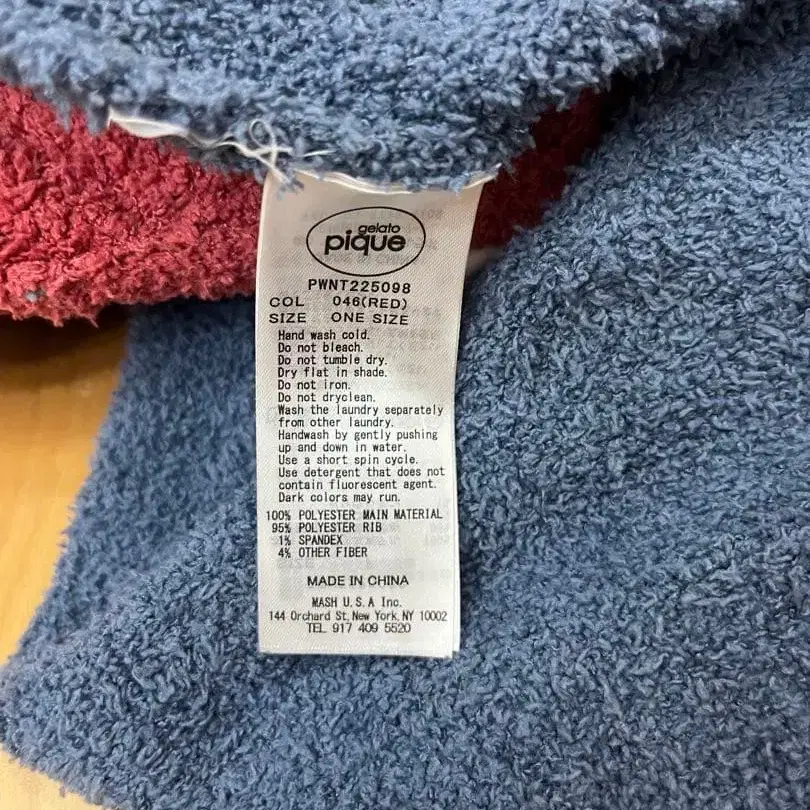 gelato
pique
PWNT225098
COL 046(RED)
SIZE ONE SIZE
Hand wash cold.
Do not bleach.
Do not tumble dry.
Dry flat in shade.
Do not iron.
Do not dryclean.
Wash the laundry separately
from other laundry.
Handwash by gently pushing
up and down in water.
Use a short spin cycle.
Use detergent that does not
contain fluorescent agent.
Dark colors may run.
100% POLYESTER MAIN MATERIAL
95% POLYESTER RIB
1% SPANDEX
4% OTHER FIBER
MADE IN CHINA
MASH U.S.A Inc.
144 Orchard St, New York, NY 10002
TEL 917 409 5520